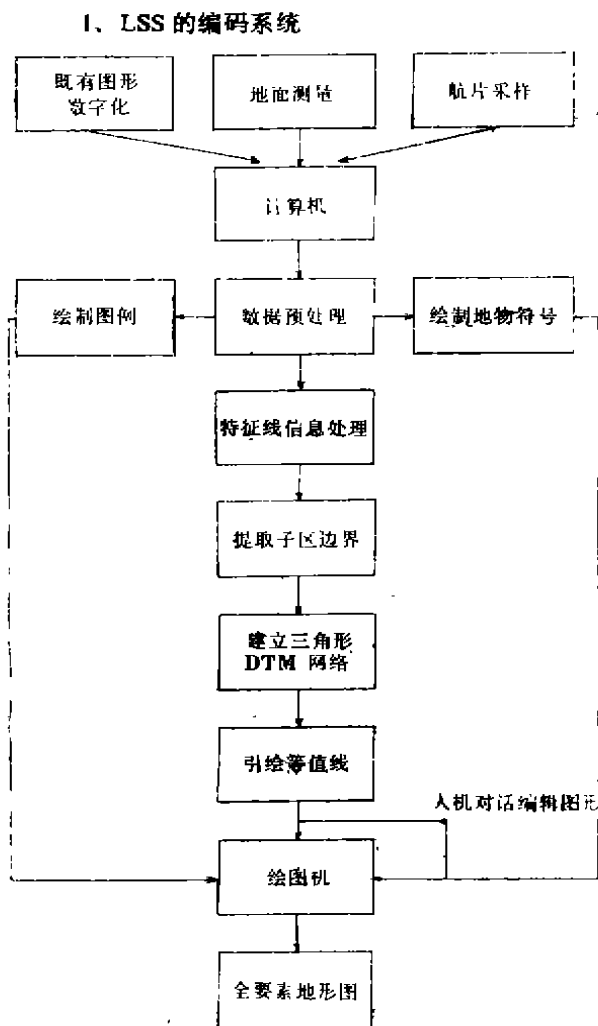 1、LSS 的编码系统
既有图形
数字化
地面测量
航片采样
计算机
绘制图例
数据预处理
绘制地物符号
特征线信息处理
提取子区边界
建立三角形
DTM 网络
引绘等值线
人机对话编辑图形
绘图机
全要素地形图